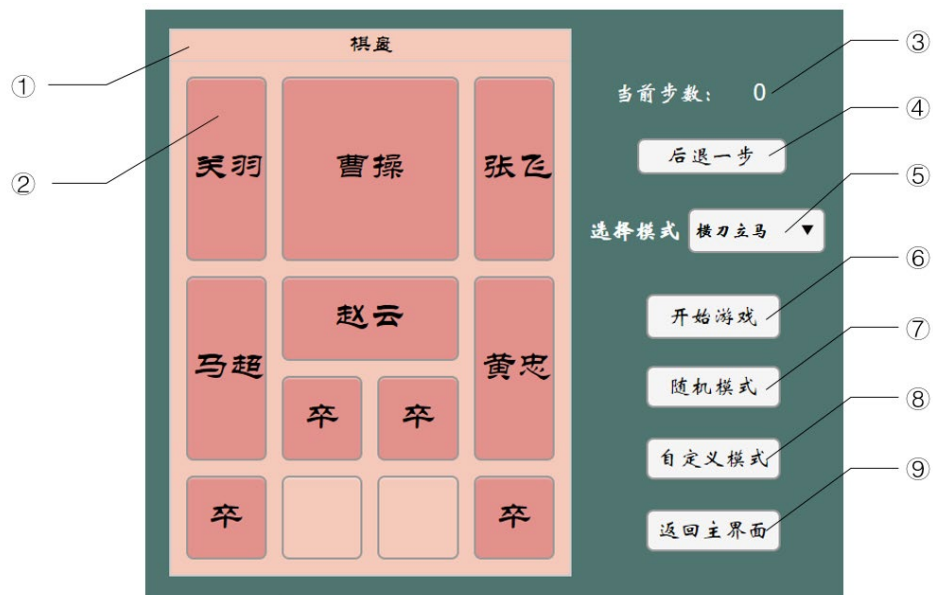 棋盘
①
③
当前步数： 0
④
后退一步
关羽
曹操
张飞
②
⑤
选择模式
横刀立马 ▼
⑥
开始游戏
赵云
马超
黄忠
⑦
随机模式
卒
卒
⑧
自定义模式
⑨
卒
卒
返回主界面